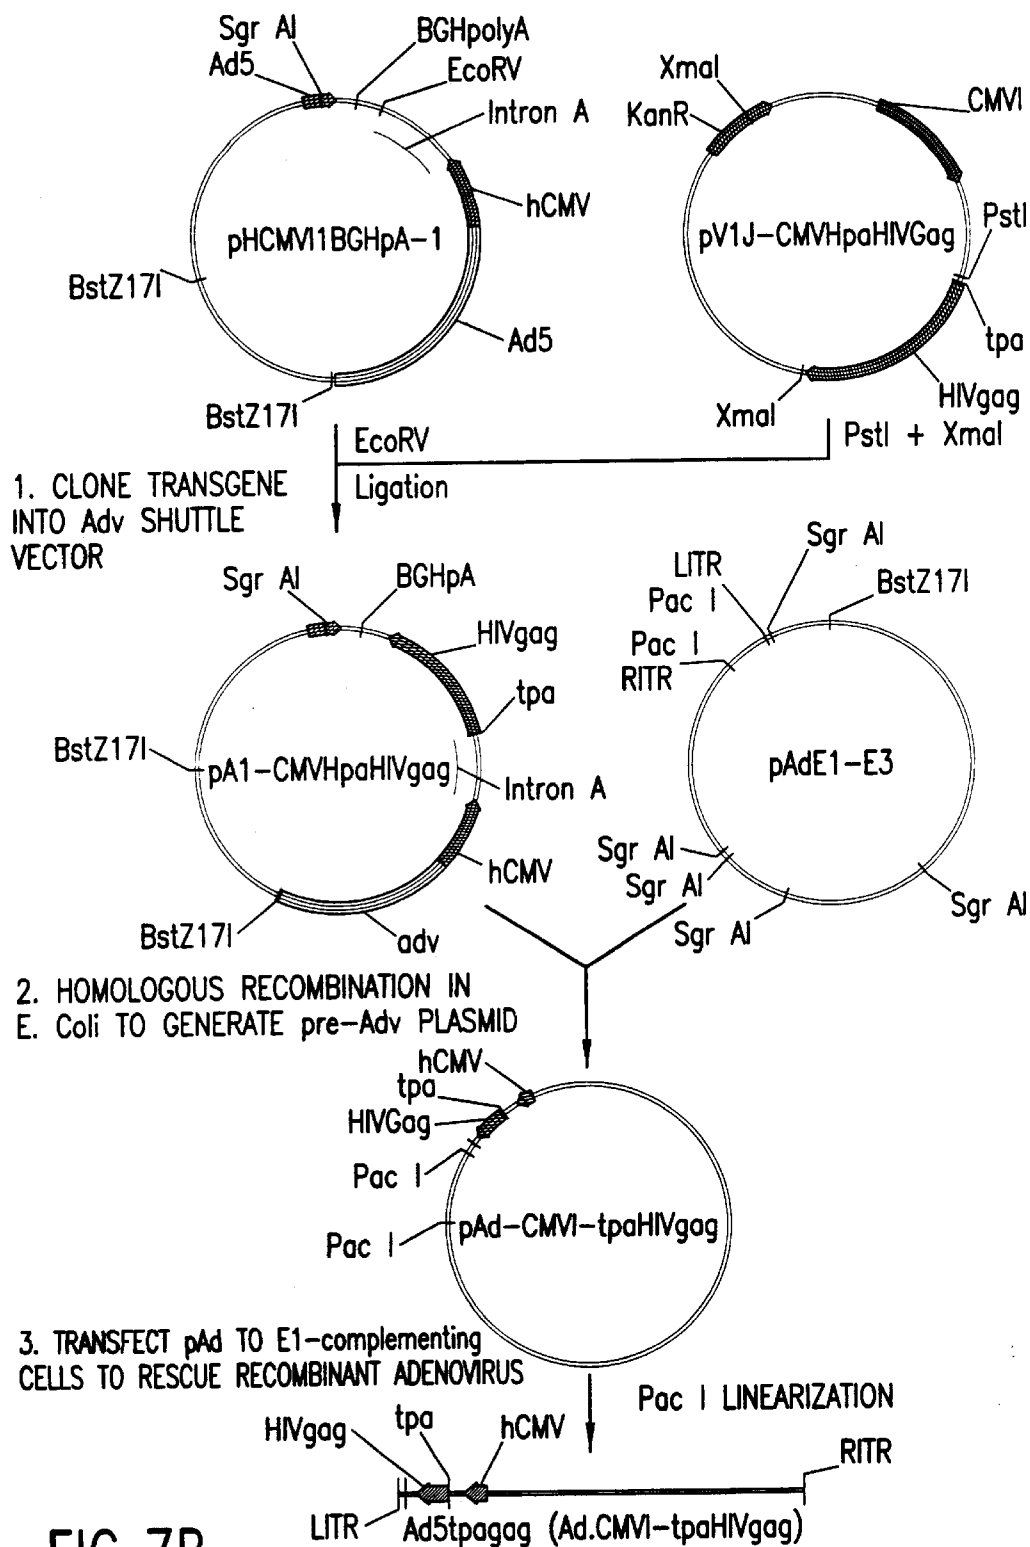 Sgr AI
BGHpolyA
Ad5
EcoRV
Intron A
hCMV
pHCMVI1BGHpA-1
BstZ17I
Ad5
BstZ17I
XmaI
CMVI
KanR
pV1J-CMVHpaHIVGag
PstI
tpa
HIVgag
XmaI
EcoRV
PstI + XmaI
Ligation
1. CLONE TRANSGENE
INTO Adv SHUTTLE
VECTOR
Sgr AI
BGHpA
HIVgag
tpa
BstZ17I
pA1-CMVHpaHIVgag
Intron A
hCMV
BstZ17I
adv
Sgr AI
LITR
BstZ17I
Pac I
Pac I
RITR
pAdE1-E3
Sgr AI
Sgr AI
Sgr AI
Sgr AI
2. HOMOLOGOUS RECOMBINATION IN
E. Coli TO GENERATE pre-Adv PLASMID
hCMV
tpa
HIVGag
Pac I
Pac I
pAd-CMVI-tpaHIVgag
3. TRANSFECT pAd TO E1-complementing
CELLS TO RESCUE RECOMBINANT ADENOVIRUS
Pac I LINEARIZATION
HIVgag
tpa
hCMV
RITR
LITR
Ad5tpagag (Ad.CMVI-tpaHIVgag)
FIG. 7B